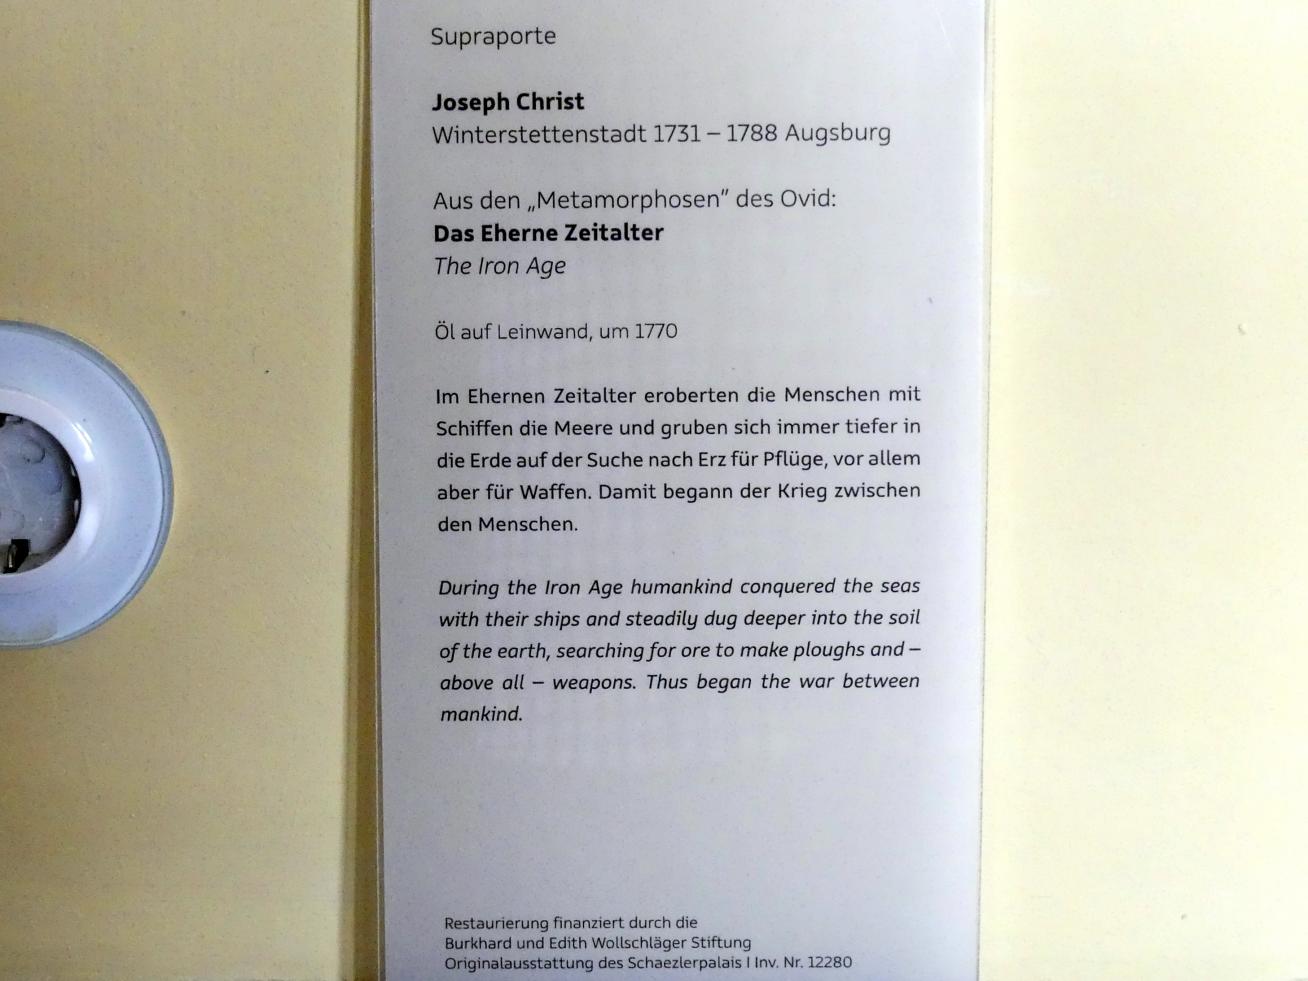 Supraporte
Joseph Christ
Winterstettenstadt 1731 – 1788 Augsburg
Aus den „Metamorphosen" des Ovid:
Das Eherne Zeitalter
The Iron Age
Öl auf Leinwand, um 1770
Im Ehernen Zeitalter eroberten die Menschen mit
Schiffen die Meere und gruben sich immer tiefer in
die Erde auf der Suche nach Erz für Pflüge, vor allem
aber für Waffen. Damit begann der Krieg zwischen
den Menschen.
During the Iron Age humankind conquered the seas
with their ships and steadily dug deeper into the soil
of the earth, searching for ore to make ploughs and –
above all – weapons. Thus began the war between
mankind.
Restaurierung finanziert durch die
Burkhard und Edith Wollschläger Stiftung
Originalausstattung des Schaezlerpalais I Inv. Nr. 12280